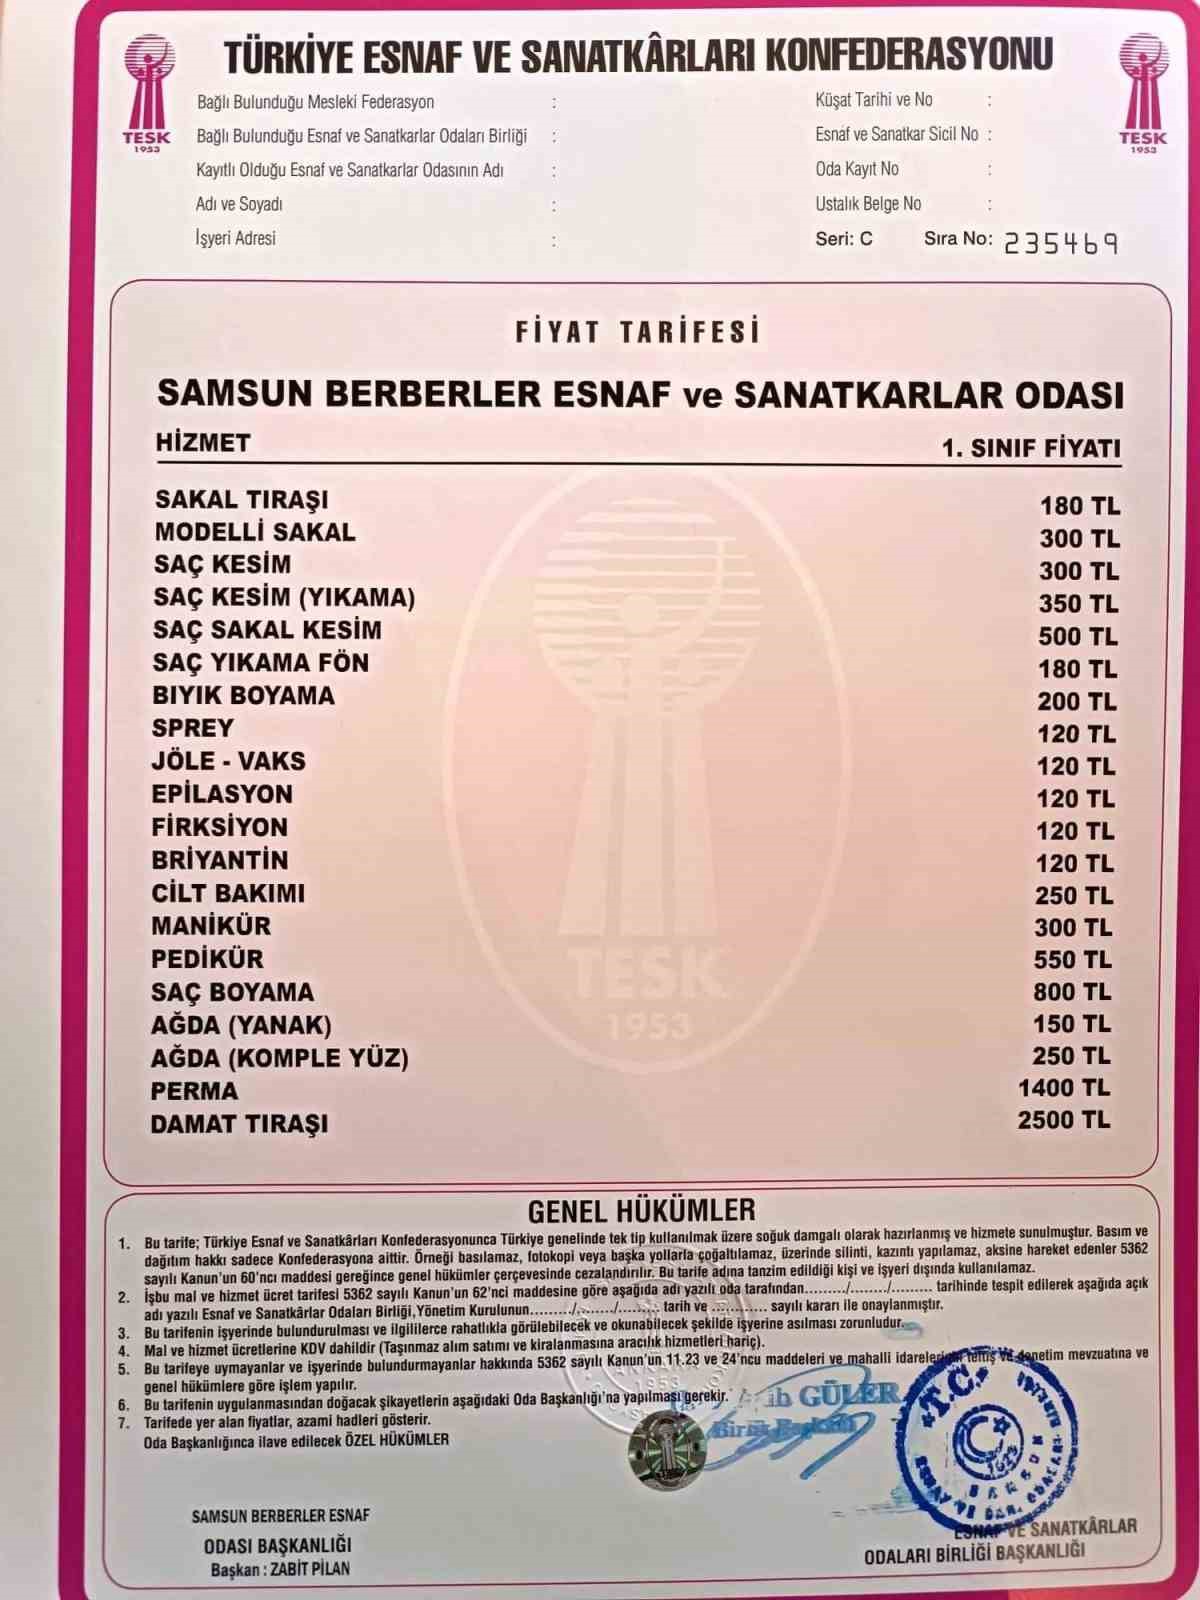 TÜRKİYE ESNAF VE SANATKÂRLARI KONFEDERASYONU
TESK
1953
TESK
1953
Bağlı Bulunduğu Mesleki Federasyon :
Bağlı Bulunduğu Esnaf ve Sanatkarlar Odaları Birliği :
Kayıtlı Olduğu Esnaf ve Sanatkarlar Odasının Adı :
Adı ve Soyadı :
İşyeri Adresi :
Küşat Tarihi ve No :
Esnaf ve Sanatkar Sicil No :
Oda Kayıt No :
Ustalık Belge No :
Seri: C Sıra No: 235469
FİYAT TARİFESİ
SAMSUN BERBERLER ESNAF ve SANATKARLAR ODASI
HİZMET 1. SINIF FİYATI
SAKAL TIRAŞI 180 TL
MODELLİ SAKAL 300 TL
SAÇ KESİM 300 TL
SAÇ KESİM (YIKAMA) 350 TL
SAÇ SAKAL KESİM 500 TL
SAÇ YIKAMA FÖN 180 TL
BIYIK BOYAMA 200 TL
SPREY 120 TL
JÖLE - VAKS 120 TL
EPİLASYON 120 TL
FİRKSİYON 120 TL
BRİYANTİN 120 TL
CİLT BAKIMI 250 TL
MANİKÜR 300 TL
PEDİKÜR 550 TL
SAÇ BOYAMA 800 TL
AĞDA (YANAK) 150 TL
AĞDA (KOMPLE YÜZ) 250 TL
PERMA 1400 TL
DAMAT TIRAŞI 2500 TL
TESK
1953
GENEL HÜKÜMLER
1. Bu tarife; Türkiye Esnaf ve Sanatkârları Konfederasyonunca Türkiye genelinde tek tip kullanılmak üzere soğuk damgalı olarak hazırlanmış ve hizmete sunulmuştur. Basım ve
dağıtım hakkı sadece Konfederasyona aittir. Örneği basılamaz, fotokopi veya başka yollarla çoğaltılamaz, üzerinde silinti, kazıntı yapılamaz, aksine hareket edenler 5362
sayılı Kanun'un 60'ncı maddesi gereğince genel hükümler çerçevesinde cezalandırılır. Bu tarife adına tanzim edildiği kişi ve işyeri dışında kullanılamaz.
2. İşbu mal ve hizmet ücret tarifesi 5362 sayılı Kanun'un 62'nci maddesine göre aşağıda adı yazılı oda tarafından........./......../.......... tarihinde tespit edilerek aşağıda açık
adı yazılı Esnaf ve Sanatkârlar Odaları Birliği,Yönetim Kurulunun........./......./......... tarih ve ............. sayılı kararı ile onaylanmıştır.
3. Bu tarifenin işyerinde bulundurulması ve ilgililerce rahatlıkla görülebilecek ve okunabilecek şekilde işyerine asılması zorunludur.
4. Mal ve hizmet ücretlerine KDV dahildir (Taşınmaz alım satımı ve kiralanmasına aracılık hizmetleri hariç).
5. Bu tarifeye uymayanlar ve işyerinde bulundurmayanlar hakkında 5362 sayılı Kanun'un 11.23 ve 24'ncu maddeleri ve mahalli idarelerin teftiş ve denetim mevzuatına ve
genel hükümlere göre işlem yapılır.
6. Bu tarifenin uygulanmasından doğacak şikayetlerin aşağıdaki Oda Başkanlığı'na yapılması gerekir.
7. Tarifede yer alan fiyatlar, azami hadleri gösterir.
Oda Başkanlığınca ilave edilecek ÖZEL HÜKÜMLER
GÜLER
Birlik Başkanı
T.C.
SAMSUN
SAMSUN BERBERLER ESNAF
ODASI BAŞKANLIĞI
Başkan : ZABİT PİLAN
ESNAF VE SANATKÂRLAR
ODALARI BİRLİĞİ BAŞKANLIĞI